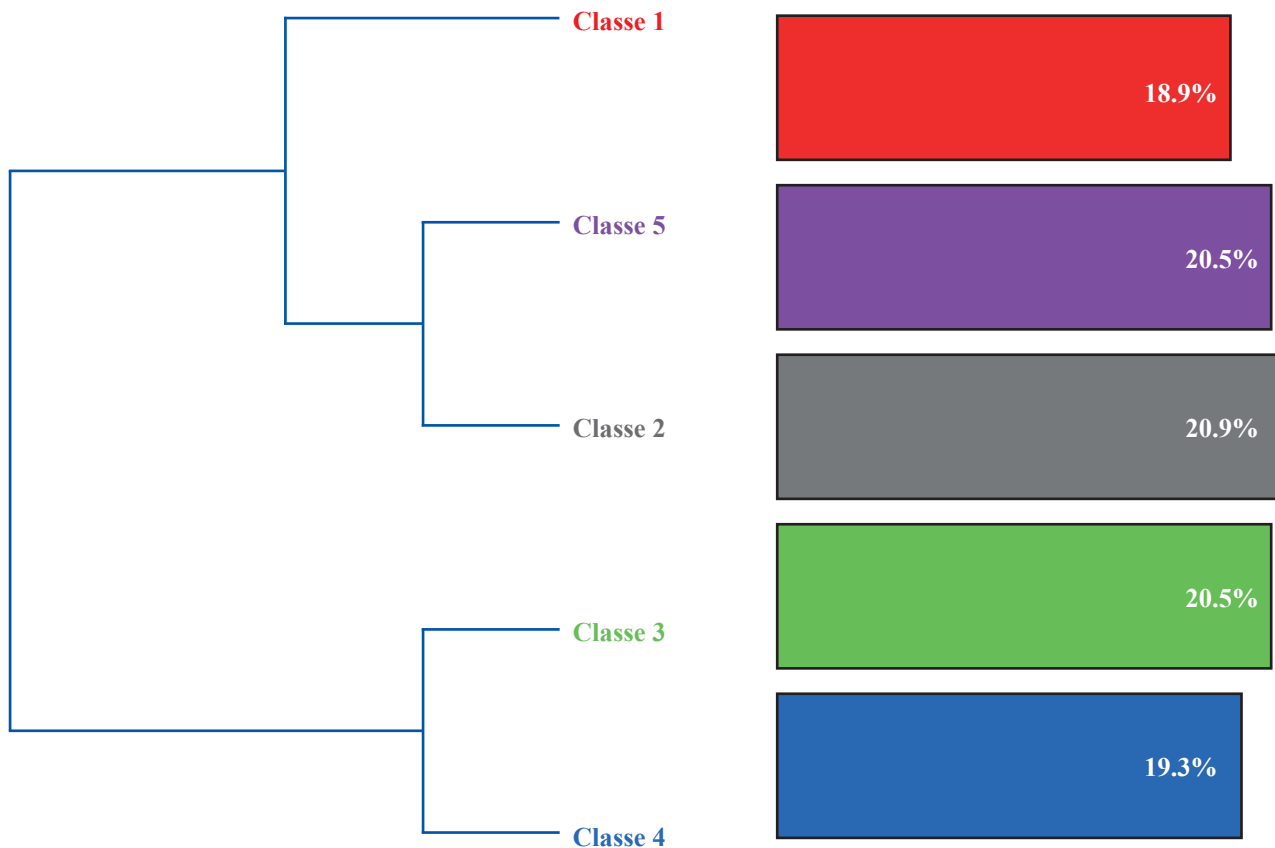 Classe 1
18.9%
Classe 5
20.5%
Classe 2
20.9%
Classe 3
20.5%
Classe 4
19.3%